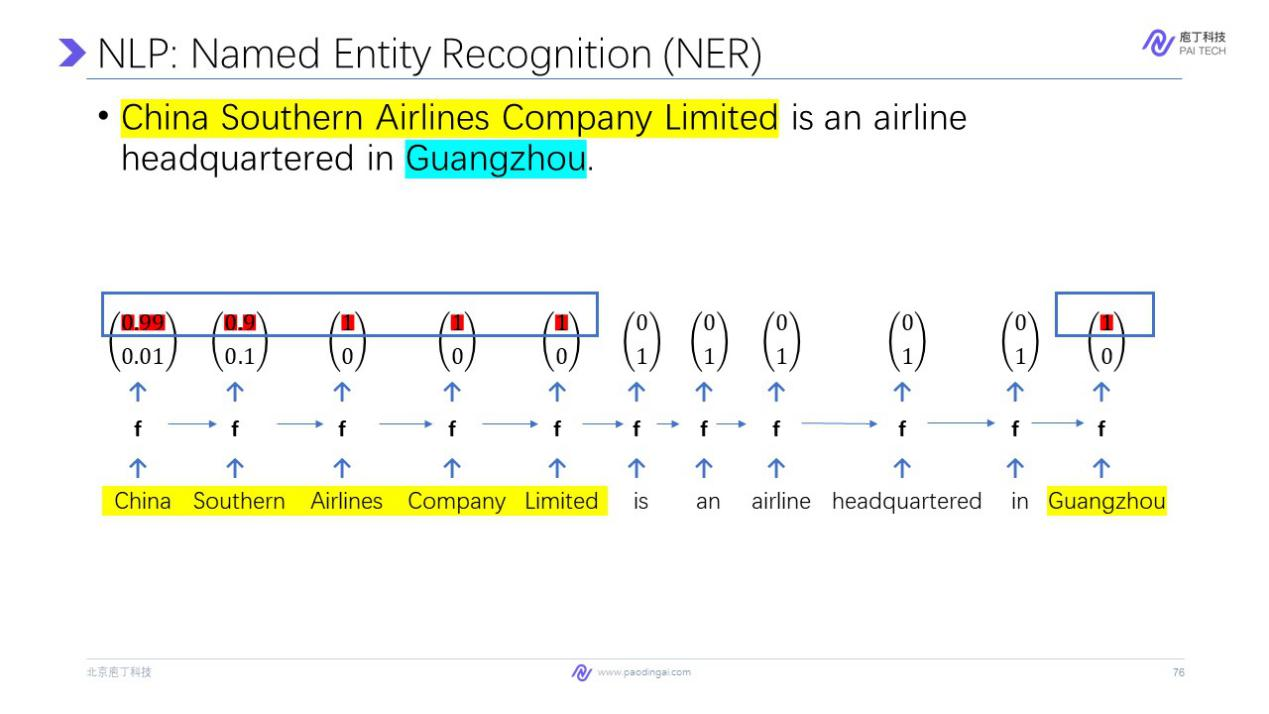 NLP: Named Entity Recognition (NER)
庖丁科技
PAI TECH
• China Southern Airlines Company Limited is an airline
headquartered in Guangzhou.
0.99 0.9 1 1 1 0 0 0 0 0 1
0.01 0.1 0 0 0 1 1 1 1 1 0
f f f f f f f f f f f
China Southern Airlines Company Limited is an airline headquartered in Guangzhou
北京庖丁科技
www.paodingai.com
76